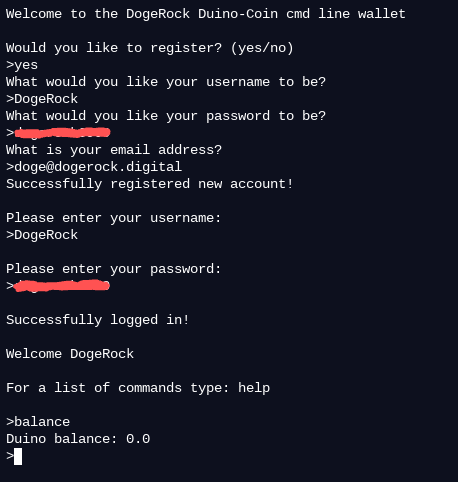 Welcome to the DogeRock Duino-Coin cmd line wallet
Would you like to register? (yes/no)
>yes
What would you like your username to be?
>DogeRock
What would you like your password to be?
>
What is your email address?
>doge@dogerock.digital
Successfully registered new account!
Please enter your username:
>DogeRock
Please enter your password:
>
Successfully logged in!
Welcome DogeRock
For a list of commands type: help
>balance
Duino balance: 0.0
>